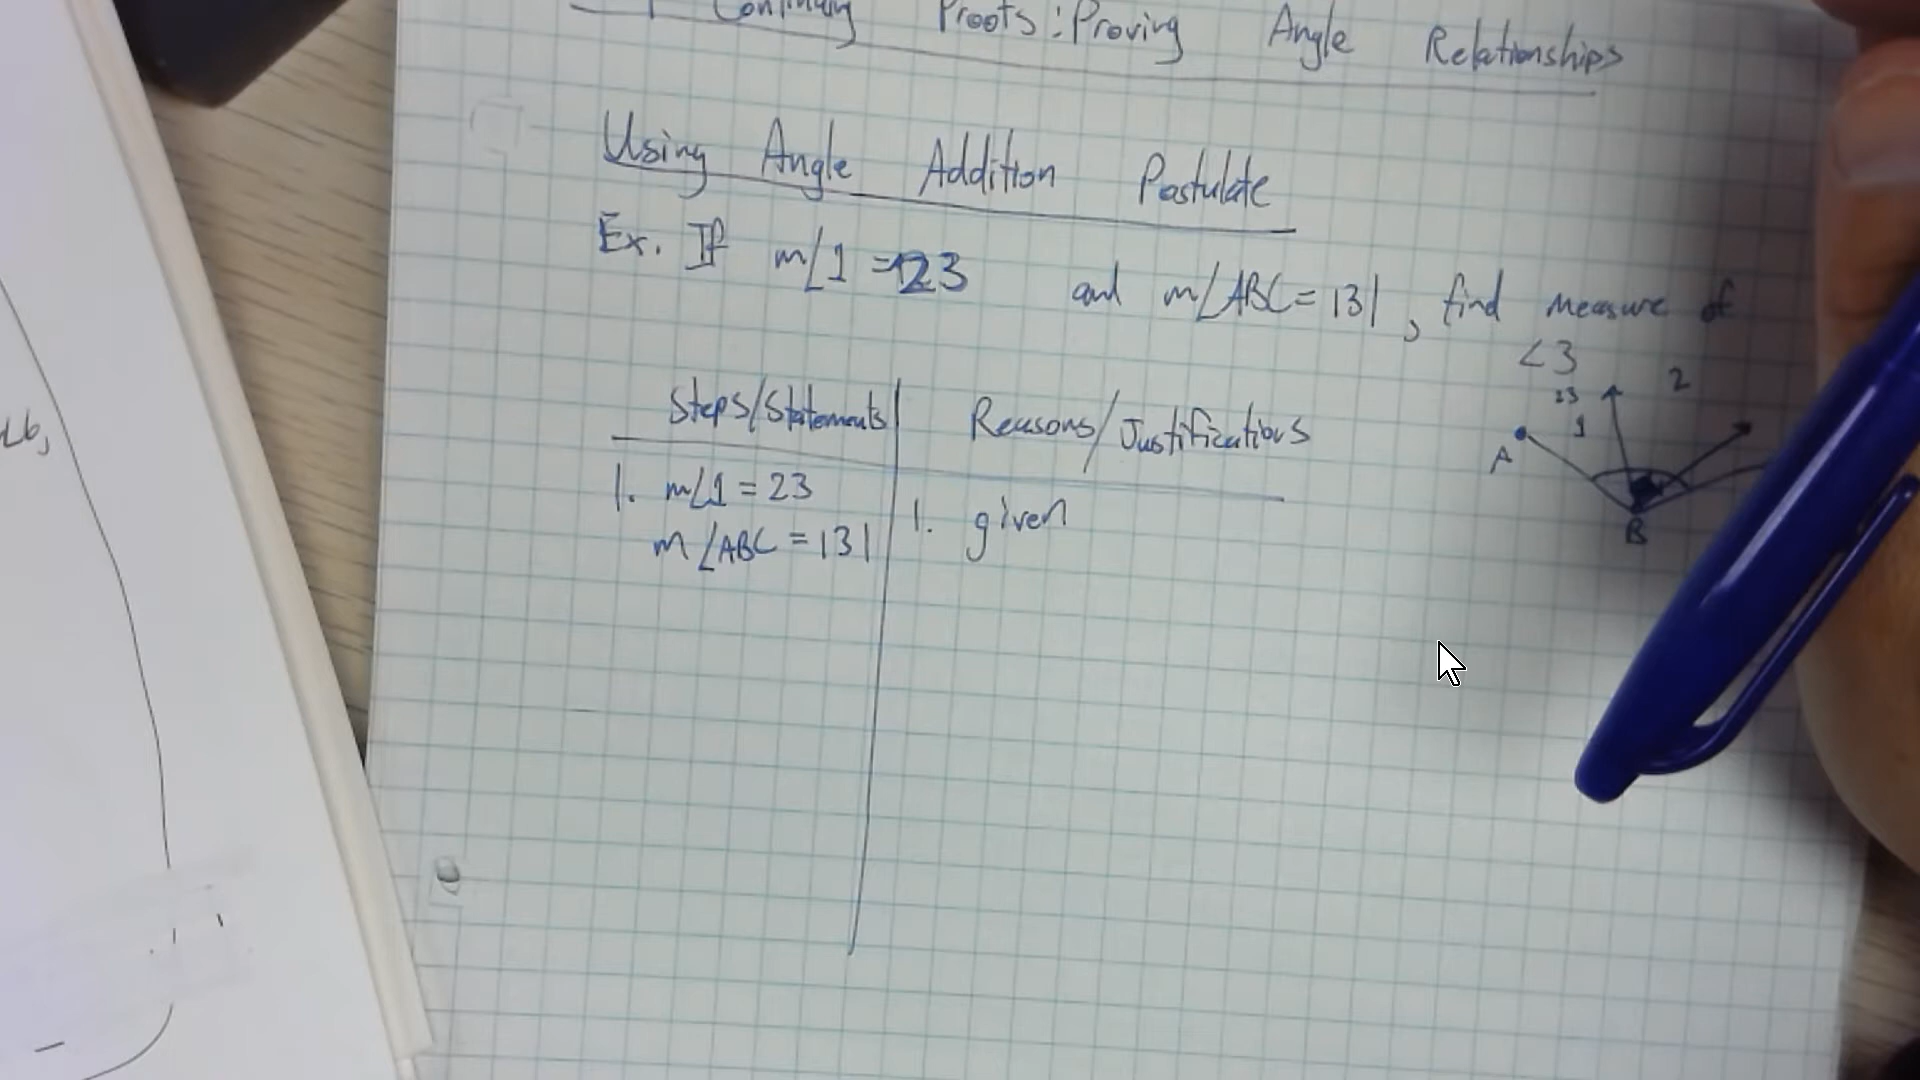 Continuing Proofs: Proving Angle Relationships
Using Angle Addition Postulate
Ex. If m∠1 = 23 and m∠ABC = 131, find measure of
<3
Steps/Statements Reasons/Justifications
1. m∠1 = 23
m∠ABC = 131
1. given
23
2
1
A
B